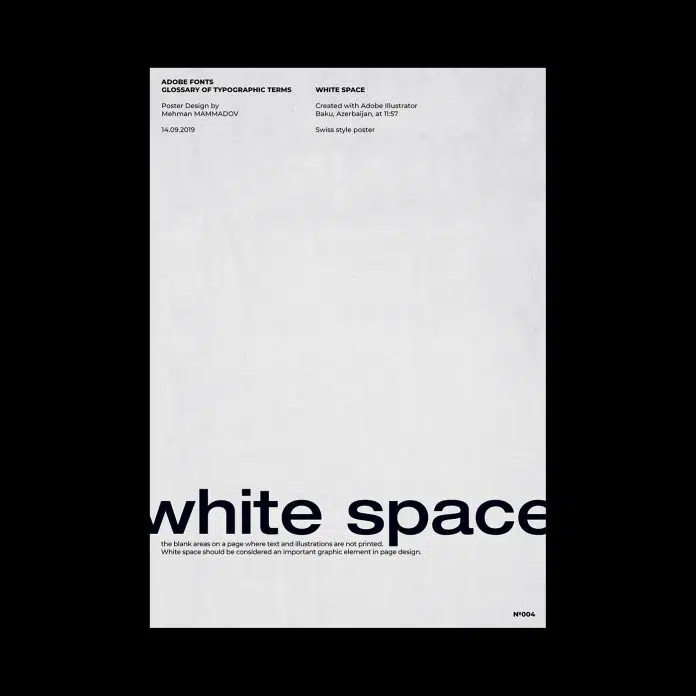 ADOBE FONTS
GLOSSARY OF TYPOGRAPHIC TERMS
Poster Design by
Mehman MAMMADOV
14.09.2019
WHITE SPACE
Created with Adobe Illustrator
Baku, Azerbaijan, at 11:57
Swiss style poster
white space
the blank areas on a page where text and illustrations are not printed.
White space should be considered an important graphic element in page design.
Nº004